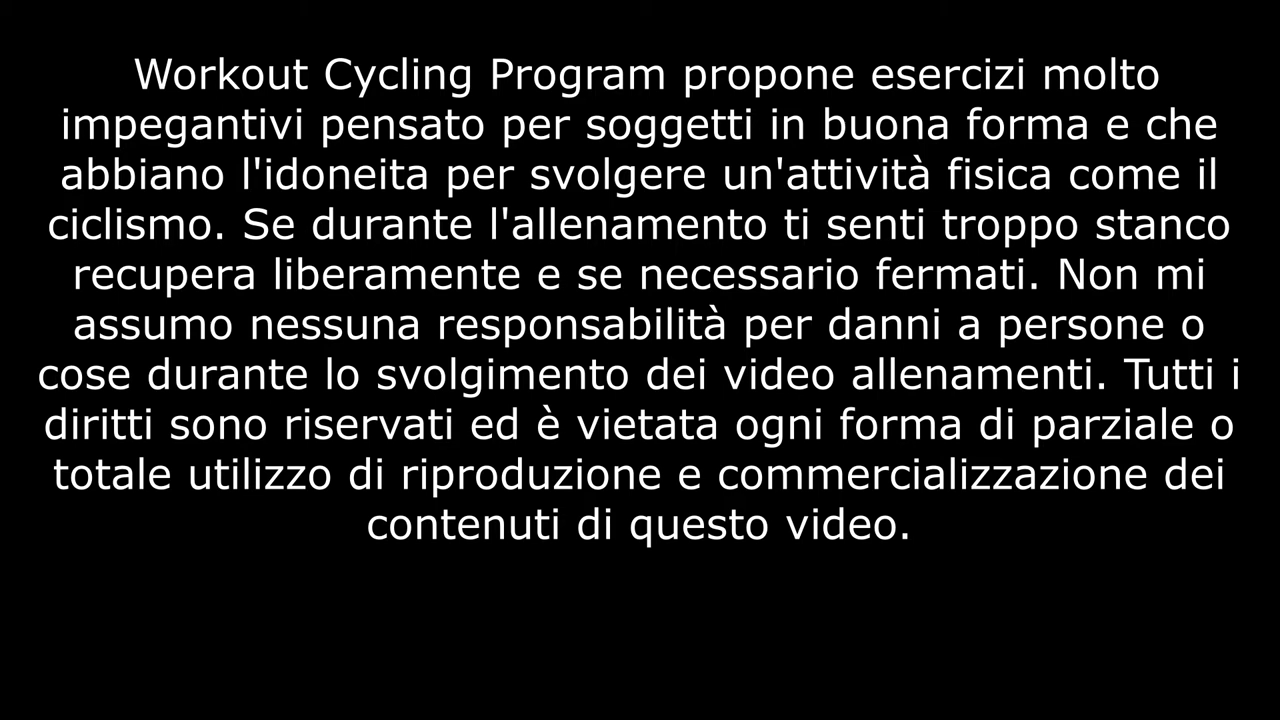 Workout Cycling Program propone esercizi molto
impegantivi pensato per soggetti in buona forma e che
abbiano l'idoneita per svolgere un'attività fisica come il
ciclismo. Se durante l'allenamento ti senti troppo stanco
recupera liberamente e se necessario fermati. Non mi
assumo nessuna responsabilità per danni a persone o
cose durante lo svolgimento dei video allenamenti. Tutti i
diritti sono riservati ed è vietata ogni forma di parziale o
totale utilizzo di riproduzione e commercializzazione dei
contenuti di questo video.